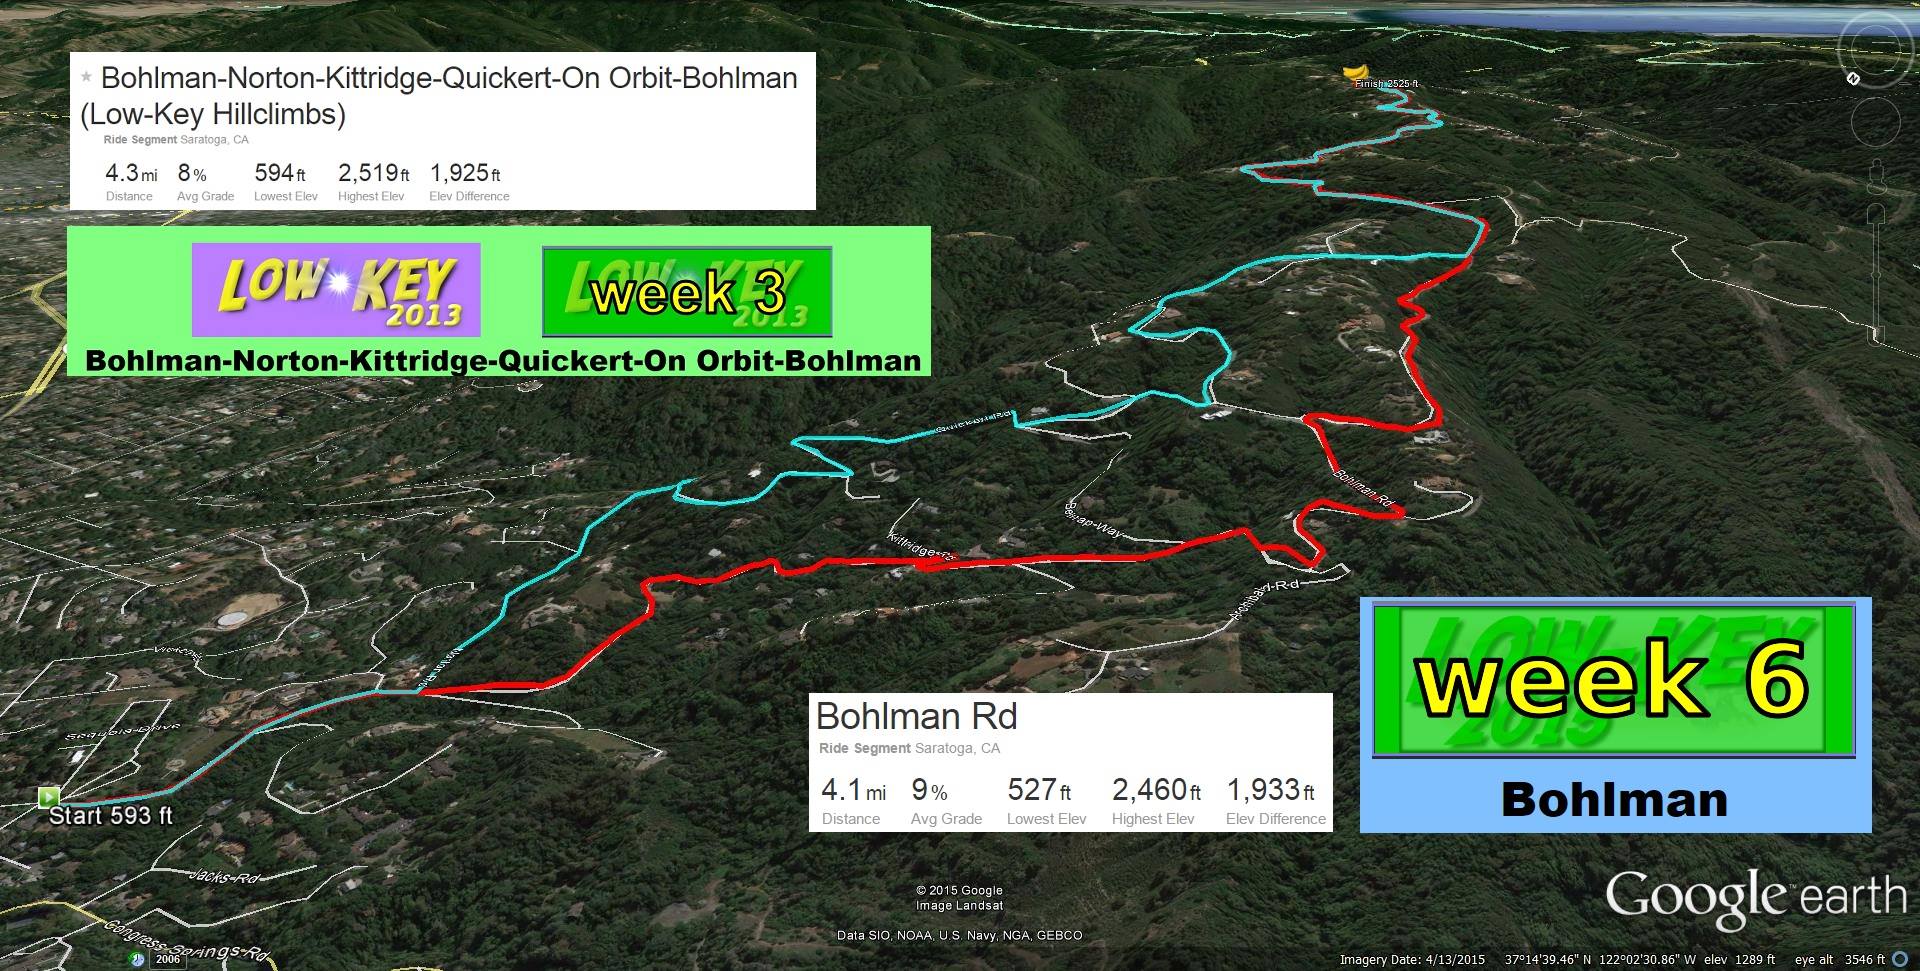 Bohlman-Norton-Kittridge-Quickert-On Orbit-Bohlman
(Low-Key Hillclimbs)
Ride Segment Saratoga, CA
4.3 mi 8% 594 ft 2,519 ft 1,925 ft
Distance Avg Grade Lowest Elev Highest Elev Elev Difference
LOW KEY
2013
LOW KEY
week 3
2013
Bohlman-Norton-Kittridge-Quickert-On Orbit-Bohlman
Finish 2525 ft
N
Quickert Rd
Bohlman Rd
Kittridge-Rd
Archibald-Rd
Sequoia-Drive
Start 593 ft
Jacks-Rd
Congress-Springs-Rd
Bohlman Rd
Ride Segment Saratoga, CA
4.1 mi 9% 527 ft 2,460 ft 1,933 ft
Distance Avg Grade Lowest Elev Highest Elev Elev Difference
LOW-KEY
week 6
2015
Bohlman
© 2015 Google
Image Landsat
Data SIO, NOAA, U.S. Navy, NGA, GEBCO
Google earth
2006
Imagery Date: 4/13/2015 37°14'39.46" N 122°02'30.86" W elev 1289 ft eye alt 3546 ft